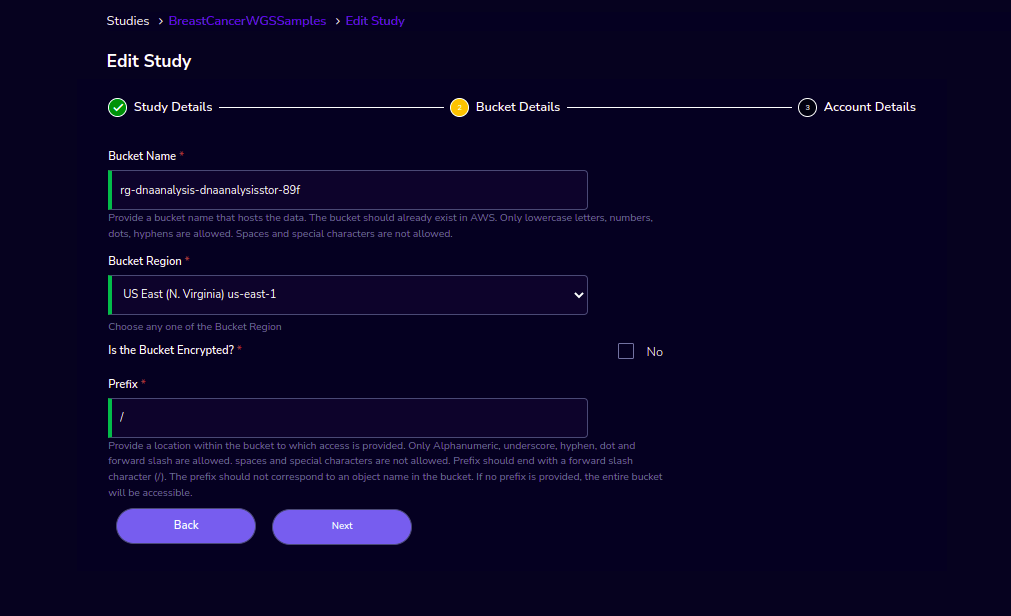 Studies > BreastCancerWGSSamples > Edit Study
Edit Study
Study Details 2 Bucket Details 3 Account Details
Bucket Name *
rg-dnaanalysis-dnaanalysisstor-89f
Provide a bucket name that hosts the data. The bucket should already exist in AWS. Only lowercase letters, numbers,
dots, hyphens are allowed. Spaces and special characters are not allowed.
Bucket Region *
US East (N. Virginia) us-east-1
Choose any one of the Bucket Region
Is the Bucket Encrypted? * No
Prefix *
/
Provide a location within the bucket to which access is provided. Only Alphanumeric, underscore, hyphen, dot and
forward slash are allowed. spaces and special characters are not allowed. Prefix should end with a forward slash
character (/). The prefix should not correspond to an object name in the bucket. If no prefix is provided, the entire bucket
will be accessible.
Back Next